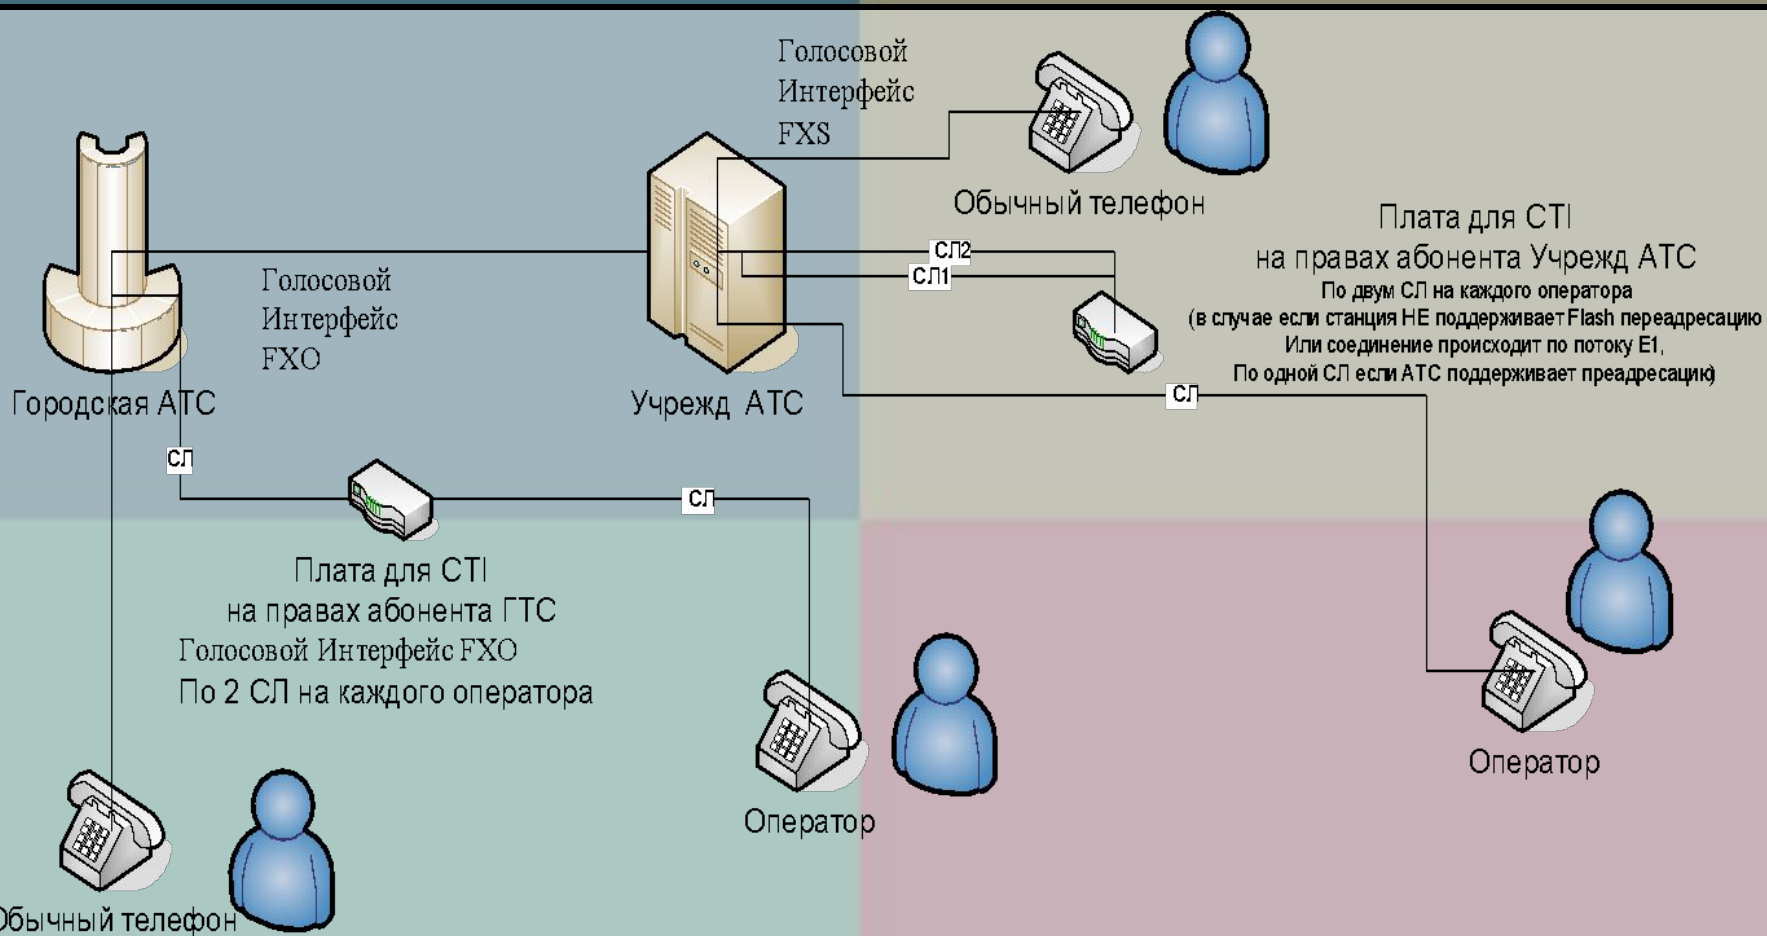 Голосовой
Интерфейс
FXS
Обычный телефон
Плата для CTI
на правах абонента Учрежд АТС
По двум СЛ на каждого оператора
(в случае если станция НЕ поддерживает Flash переадресацию
Или соединение происходит по потоку E1,
По одной СЛ если АТС поддерживает преадресацию)
СЛ2
СЛ1
Голосовой
Интерфейс
FXO
Городская АТС
Учрежд АТС
СЛ
СЛ
СЛ
Плата для CTI
на правах абонента ГТС
Голосовой Интерфейс FXO
По 2 СЛ на каждого оператора
Оператор
Оператор
Обычный телефон